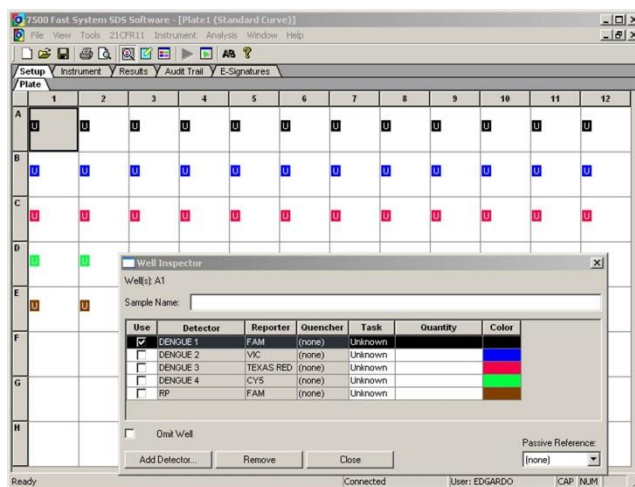 7500 Fast System SDS Software - [Plate1 (Standard Curve)]
File View Tools 21CFR11 Instrument Analysis Window Help
AB ?
Setup Instrument Results Audit Trail E-Signatures
Plate
1 2 3 4 5 6 7 8 9 10 11 12
A U U U U U U U U U U U U
B U U U U U U U U U U U U
C U U U U U U U U U U U U
D U U
E U U
F
G
H
Well Inspector
Well(s): A1
Sample Name:
Use Detector Reporter Quencher Task Quantity Color
DENGUE 1 FAM (none) Unknown
DENGUE 2 VIC (none) Unknown
DENGUE 3 TEXAS RED (none) Unknown
DENGUE 4 CY5 (none) Unknown
RP FAM (none) Unknown
Omit Well
Passive Reference:
Add Detector... Remove Close (none)
Ready Connected User: EDGARDO CAP NUM